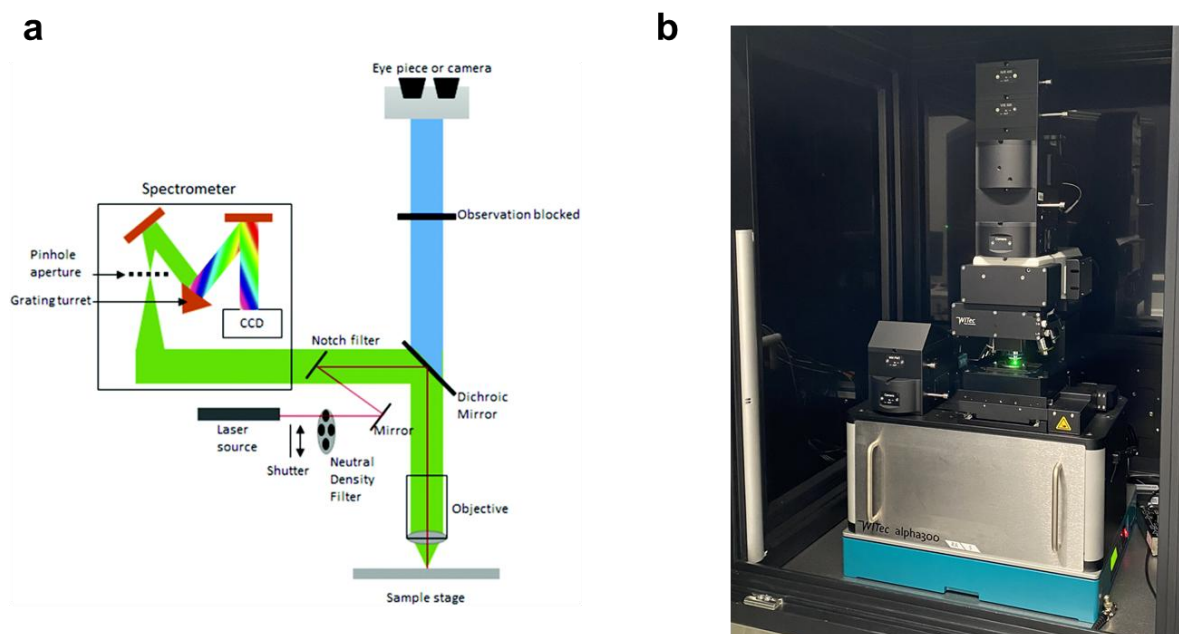 a
b
Eye piece or camera
Spectrometer
Observation blocked
Pinhole
aperture
Grating turret
CCD
Notch filter
Dichroic
Mirror
Laser
source
Mirror
Shutter
Neutral
Density
Filter
Objective
Sample stage
WITec
WITec alpha300